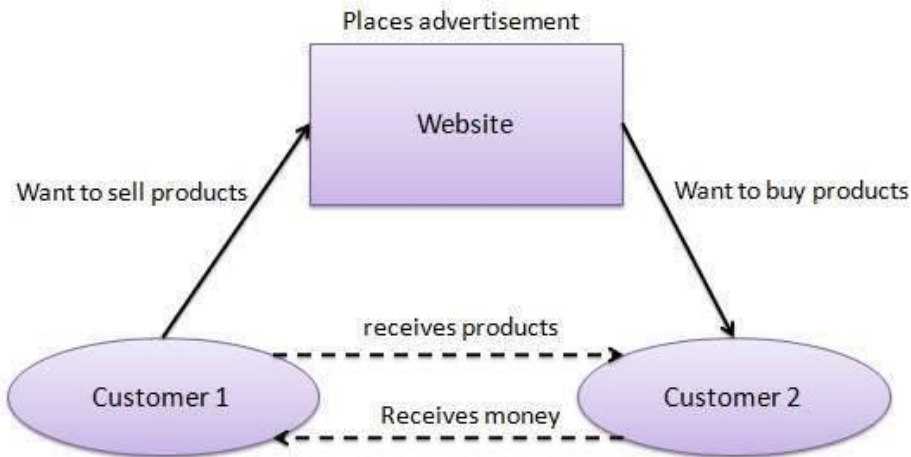 Places advertisement
Website
Want to sell products
Want to buy products
receives products
Customer 1
Customer 2
Receives money